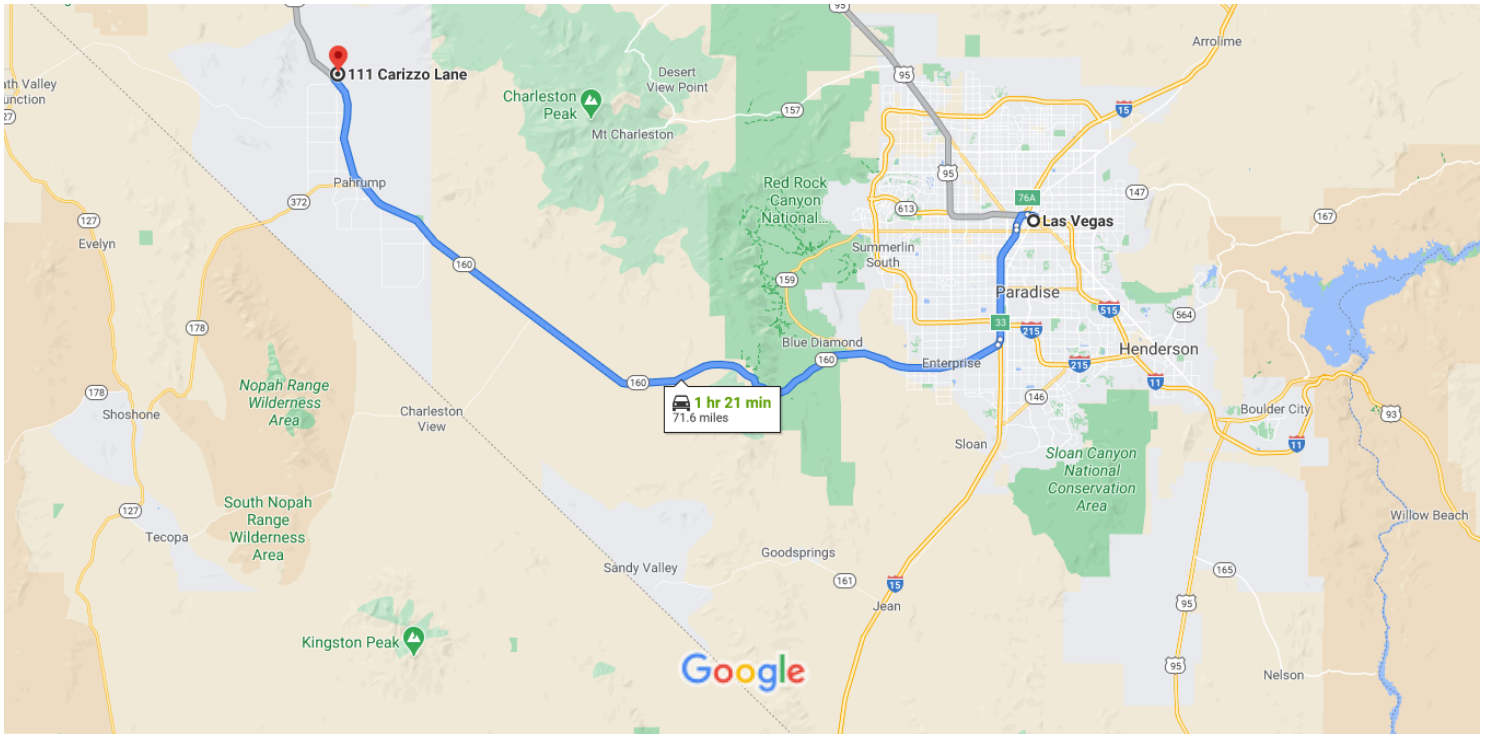 95
Arrolime
111 Carizzo Lane
ath Valley
unction
127
Desert
View Point
95
Charleston
Peak
157
15
Mt Charleston
95
Pahrump
Red Rock
Canyon
National...
76A
147
372
613
Las Vegas
167
127
Evelyn
Summerlin
South
160
159
Paradise
178
515
564
33
215
Blue Diamond
Henderson
160
Enterprise
215
160
11
1 hr 21 min
71.6 miles
Nopah Range
Wilderness
Area
178
146
Shoshone
Charleston
View
Boulder City
93
Sloan
11
Sloan Canyon
National
Conservation
Area
South Nopah
Range
Wilderness
Area
127
Willow Beach
Tecopa
Goodsprings
Sandy Valley
161
165
15
Jean
95
Kingston Peak
Google
95
Nelson